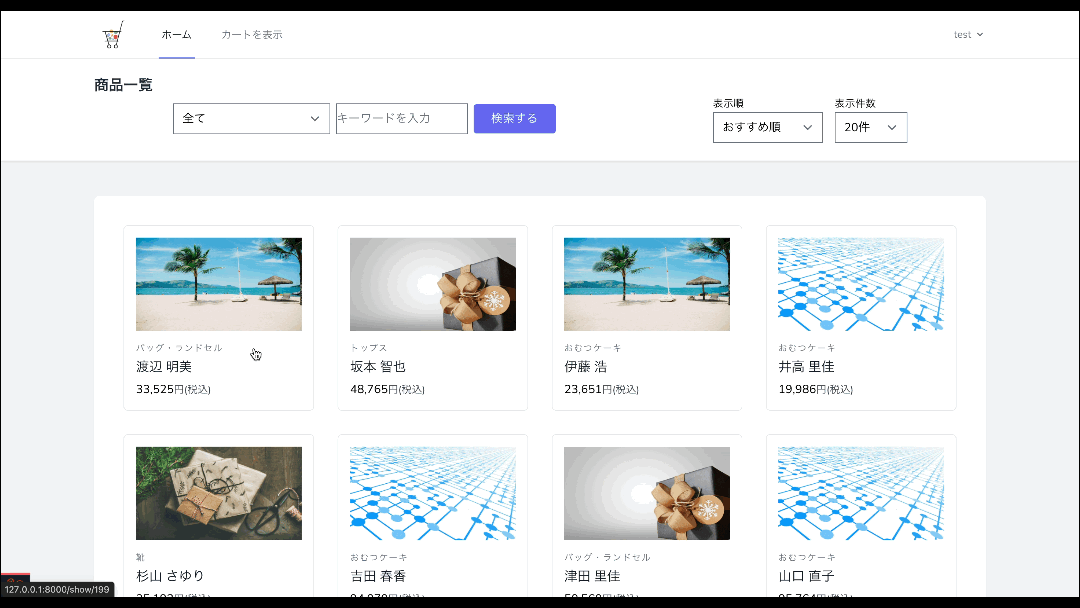 ホーム カートを表示 test
商品一覧
表示順 表示件数
全て キーワードを入力 検索する おすすめ順 20件
バッグ・ランドセル トップス おむつケーキ おむつケーキ
渡辺 明美 坂本 智也 伊藤 浩 井高 里佳
33,525円(税込) 48,765円(税込) 23,651円(税込) 19,986円(税込)
靴 おむつケーキ バッグ・ランドセル おむつケーキ
杉山 さゆり 吉田 春香 津田 里佳 山口 直子
127.0.0.1:8000/show/199